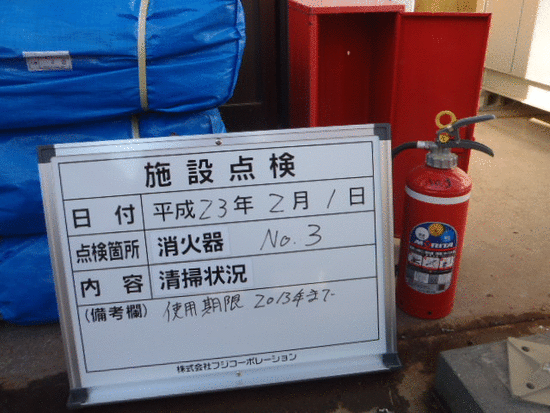 施設点検
日付 平成23年2月1日
点検箇所 消火器 No.3
内容 清掃状況
(備考欄) 使用期限 2013年まで
株式会社フジコーポレーション